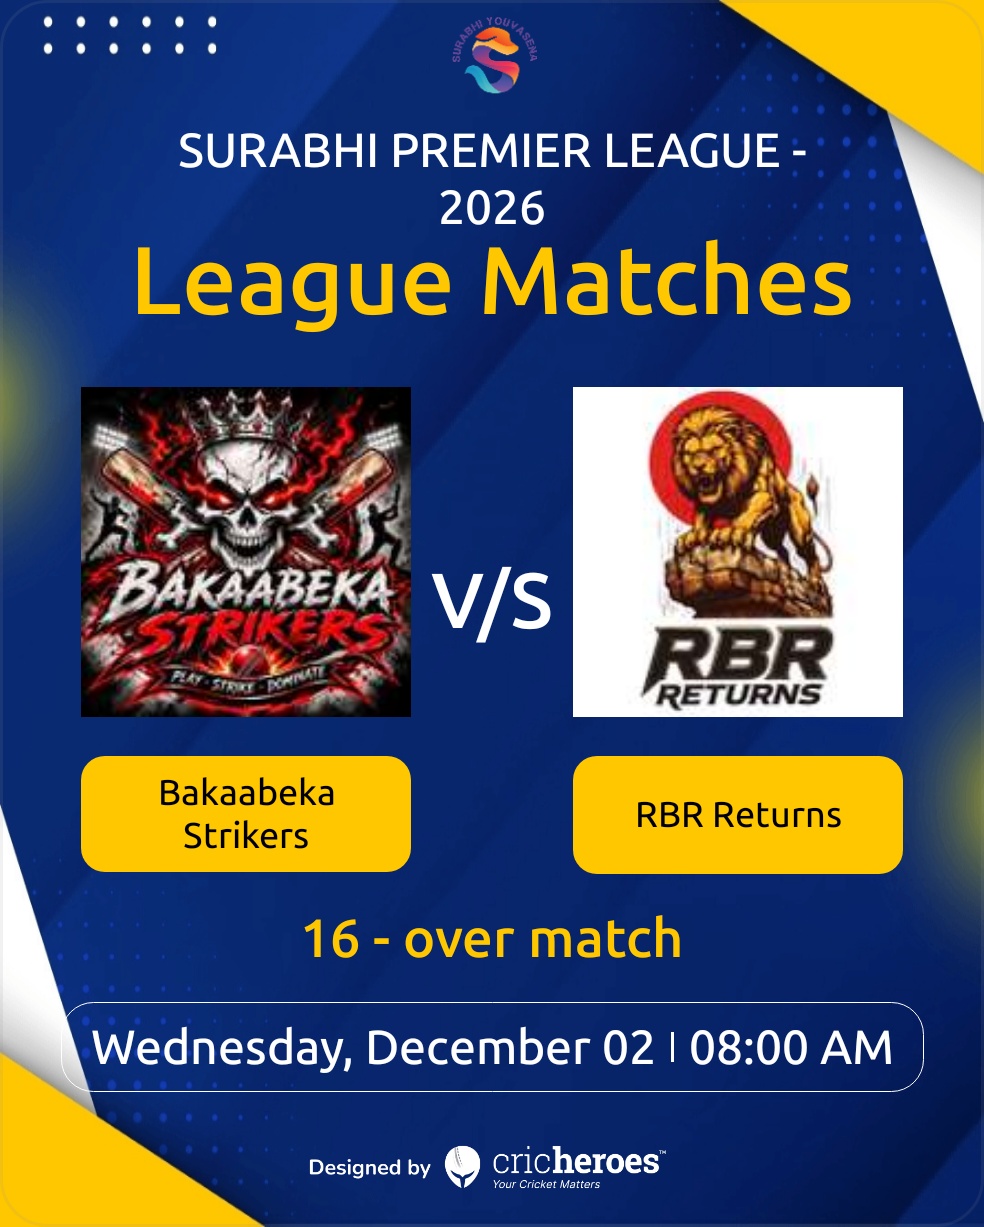 SURABHI YOUVASENA
SURABHI PREMIER LEAGUE -
2026
League Matches
BAKAABEKA
STRIKERS
PLAY - STRIKE - DOMINATE
V/S
RBR
RETURNS
Bakaabeka
Strikers
RBR Returns
16 - over match
Wednesday, December 02 | 08:00 AM
Designed by cricheroes™
Your Cricket Matters